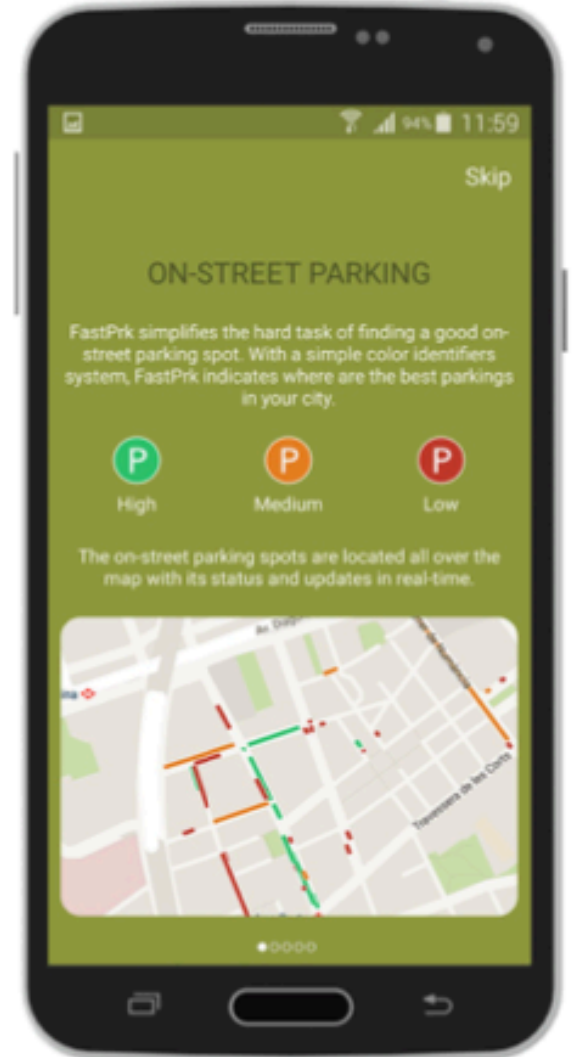 94% 11:59
Skip
ON-STREET PARKING
FastPrk simplifies the hard task of finding a good on-
street parking spot. With a simple color identifiers
system, FastPrk indicates where are the best parkings
in your city.
P P P
High Medium Low
The on-street parking spots are located all over the
map with its status and updates in real-time.
Av. Diag
na
Travessera de les Corts